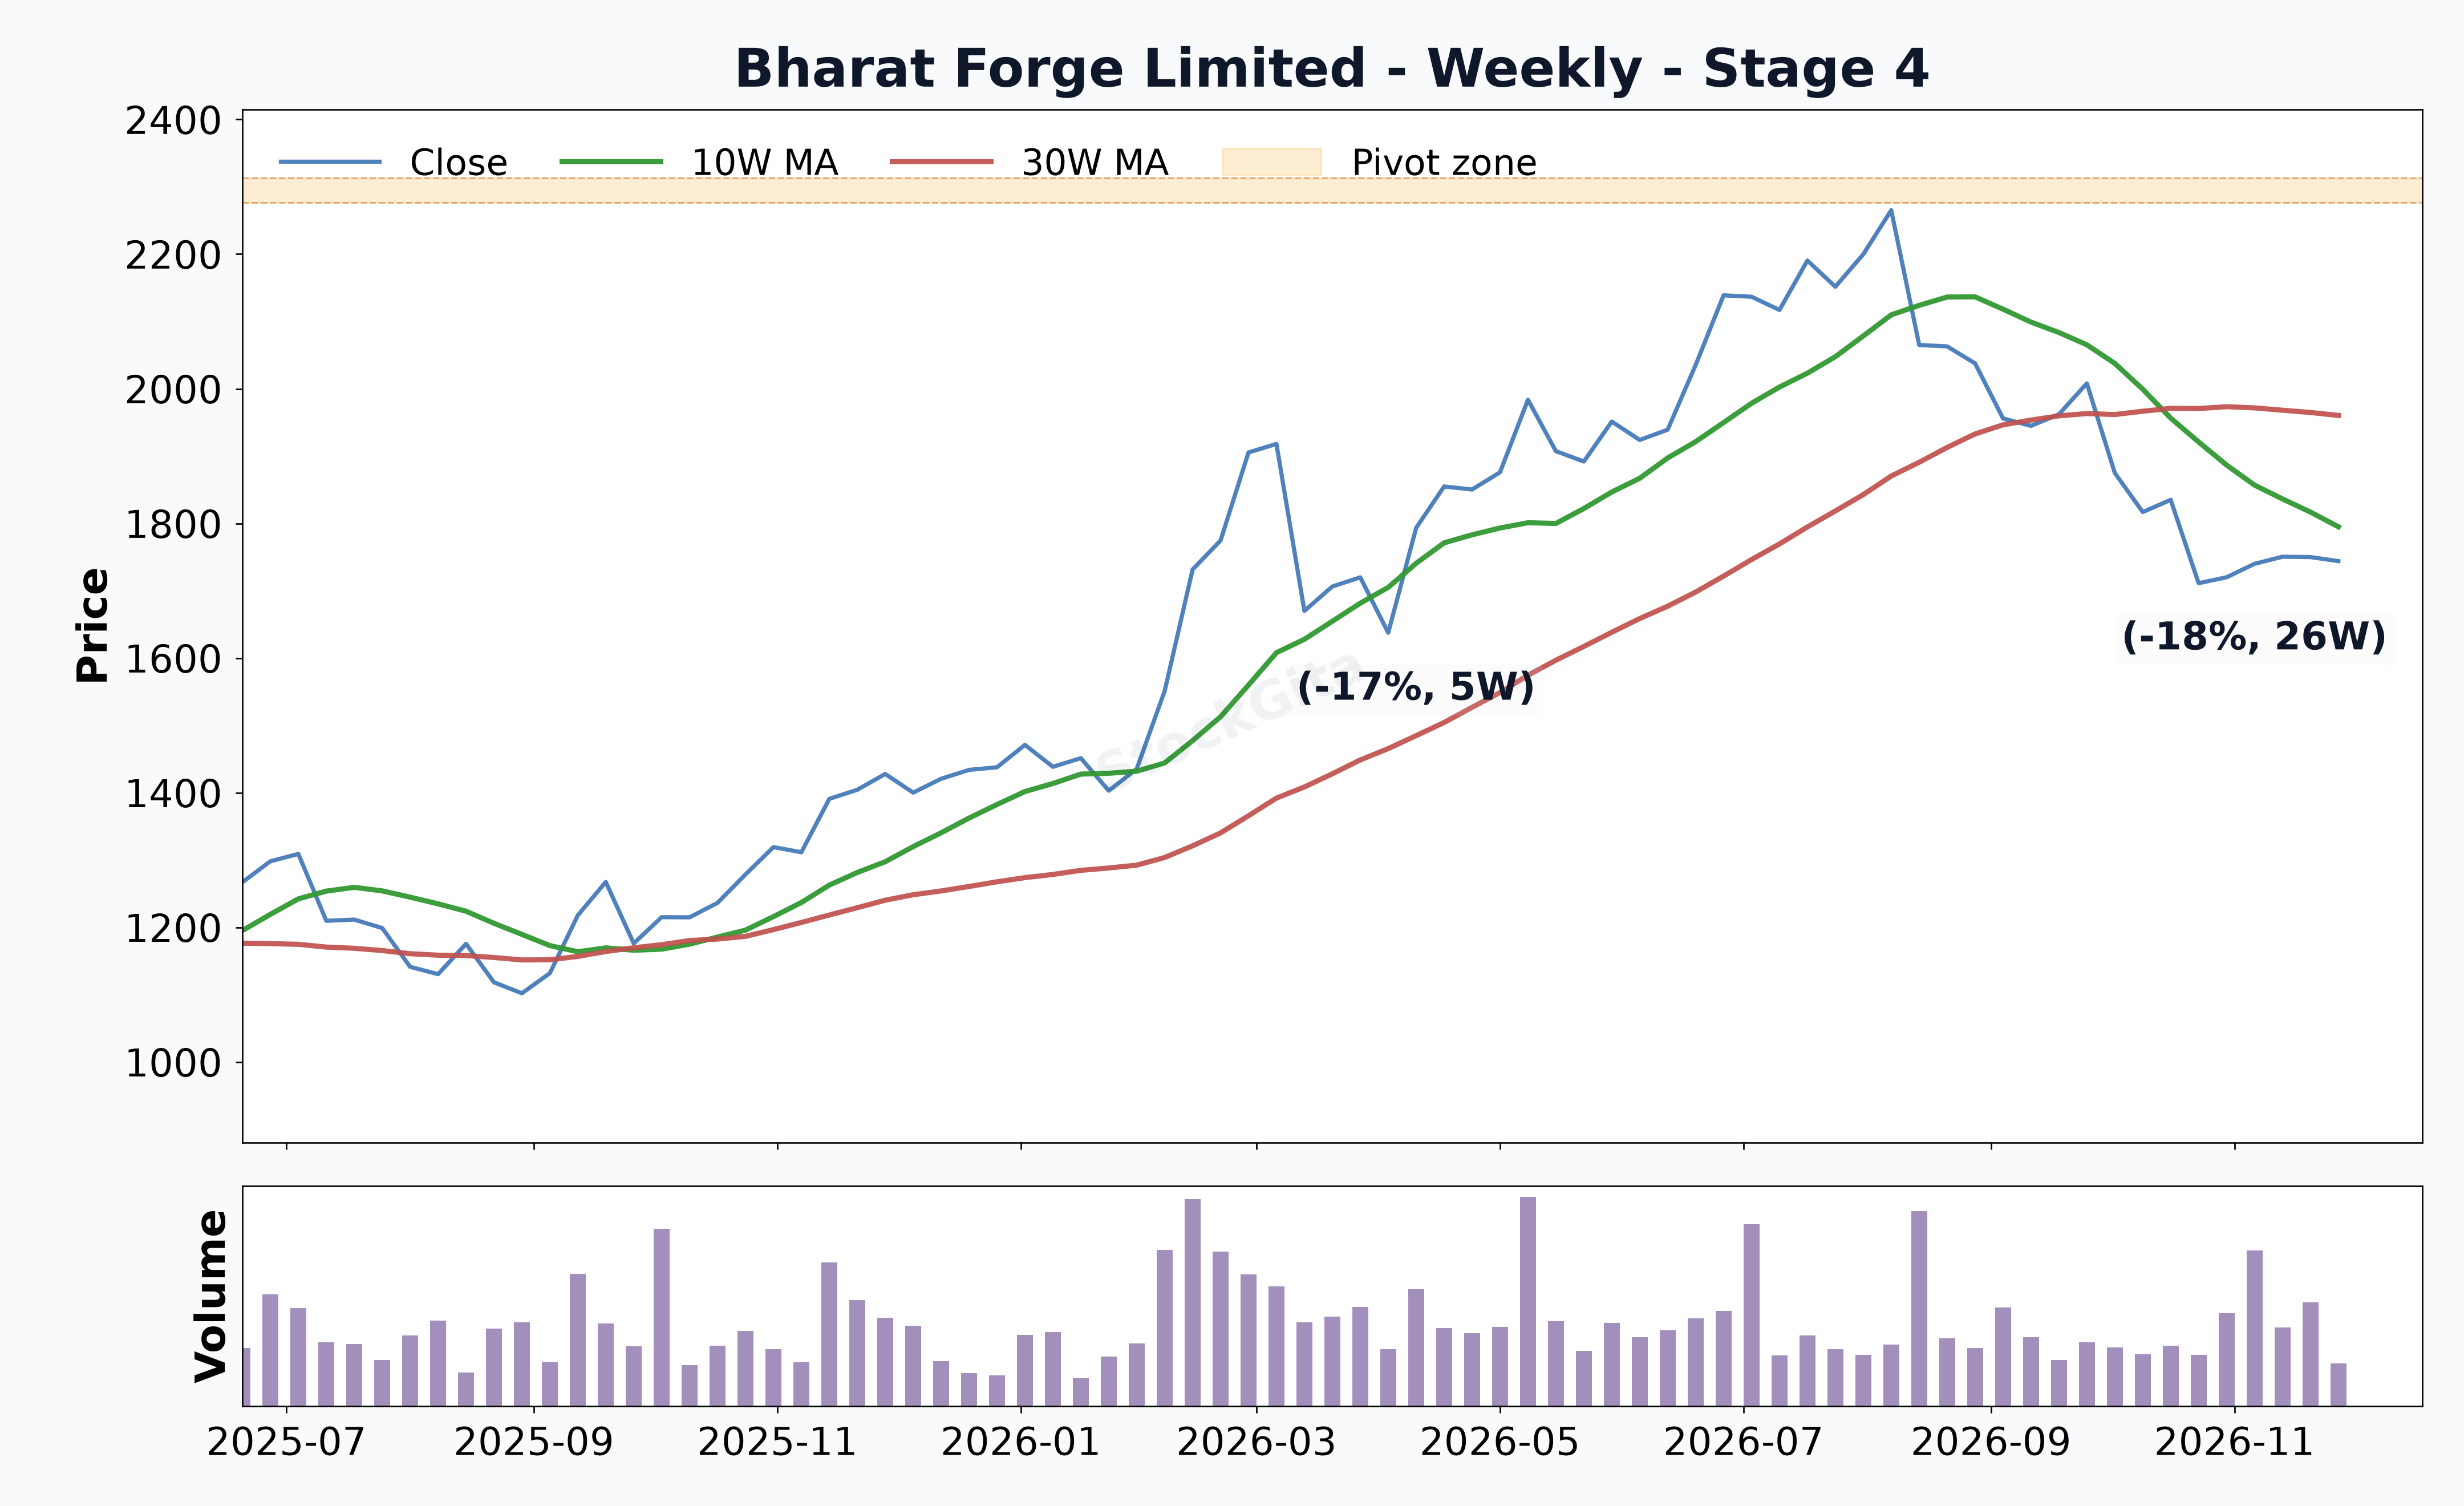 Bharat Forge Limited - Weekly - Stage 4
Close 10W MA 30W MA Pivot zone
Price
2400
2200
2000
1800
1600
1400
1200
1000
StockGita
(-17%, 5W)
(-18%, 26W)
Volume
2025-07 2025-09 2025-11 2026-01 2026-03 2026-05 2026-07 2026-09 2026-11